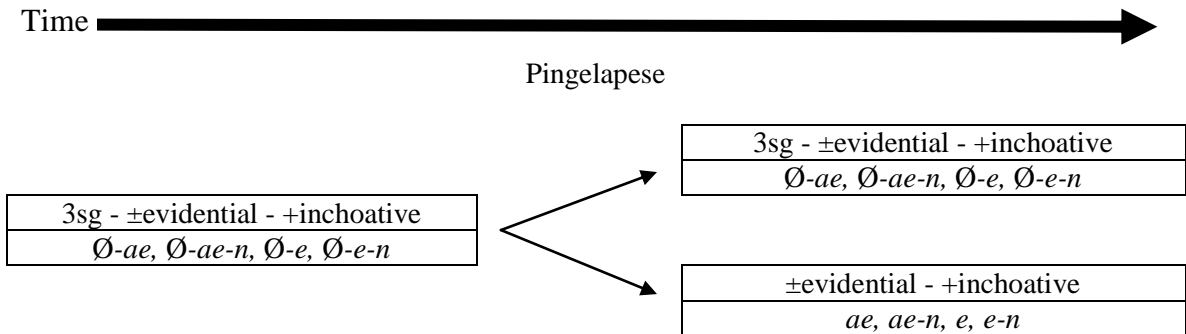 Time
Pingelapese
3sg - ±evidential - +inchoative
Ø-ae, Ø-ae-n, Ø-e, Ø-e-n
3sg - ±evidential - +inchoative
Ø-ae, Ø-ae-n, Ø-e, Ø-e-n
±evidential - +inchoative
ae, ae-n, e, e-n